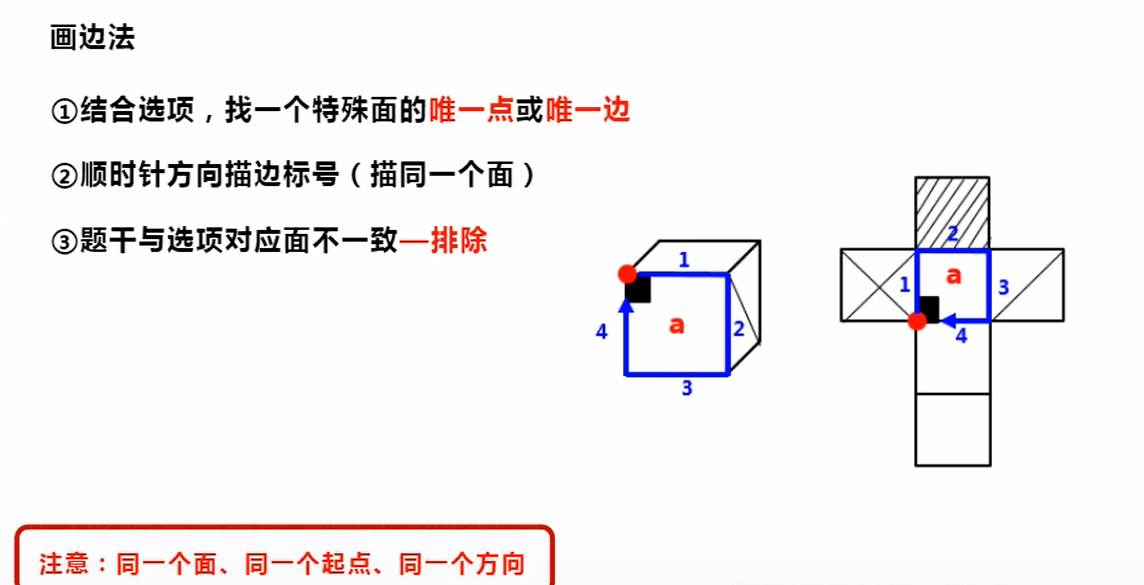 画边法
①结合选项，找一个特殊面的唯一点或唯一边
②顺时针方向描边标号（描同一个面）
③题干与选项对应面不一致—排除
1
4
a
2
3
2
1
a
3
4
注意：同一个面、同一个起点、同一个方向